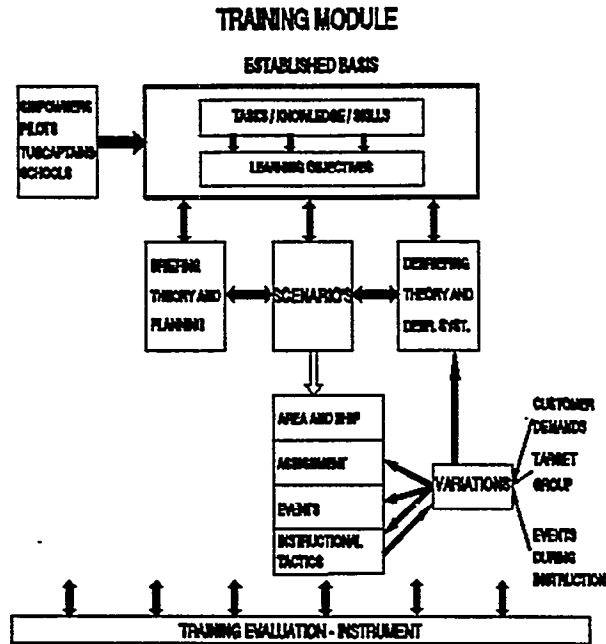 TRAINING MODULE
ESTABLISHED BASIS
SHIPOWNERS
PILOTS
TUGCAPTAINS
SCHOOLS
TASKS / KNOWLEDGE / SKILLS
LEARNING OBJECTIVES
BRIEFING
THEORY AND
PLANNING
SCENARIO'S
DEBRIEFING
THEORY AND
DEBR. SYST.
AREA AND SHIP
ASSIGNMENT
EVENTS
INSTRUCTIONAL
TACTICS
VARIATIONS
CUSTOMER
DEMANDS
TARGET
GROUP
EVENTS
DURING
INSTRUCTION
TRAINING EVALUATION - INSTRUMENT